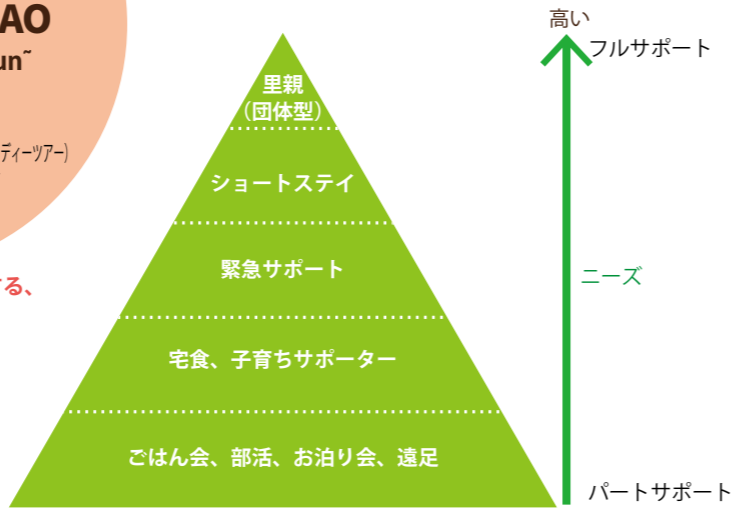 AO
un~
ディーツアー)
る、
里親
(団体型)
ショートステイ
緊急サポート
宅食、子育ちサポーター
ごはん会、部活、お泊り会、遠足
高い
フルサポート
ニーズ
パートサポート